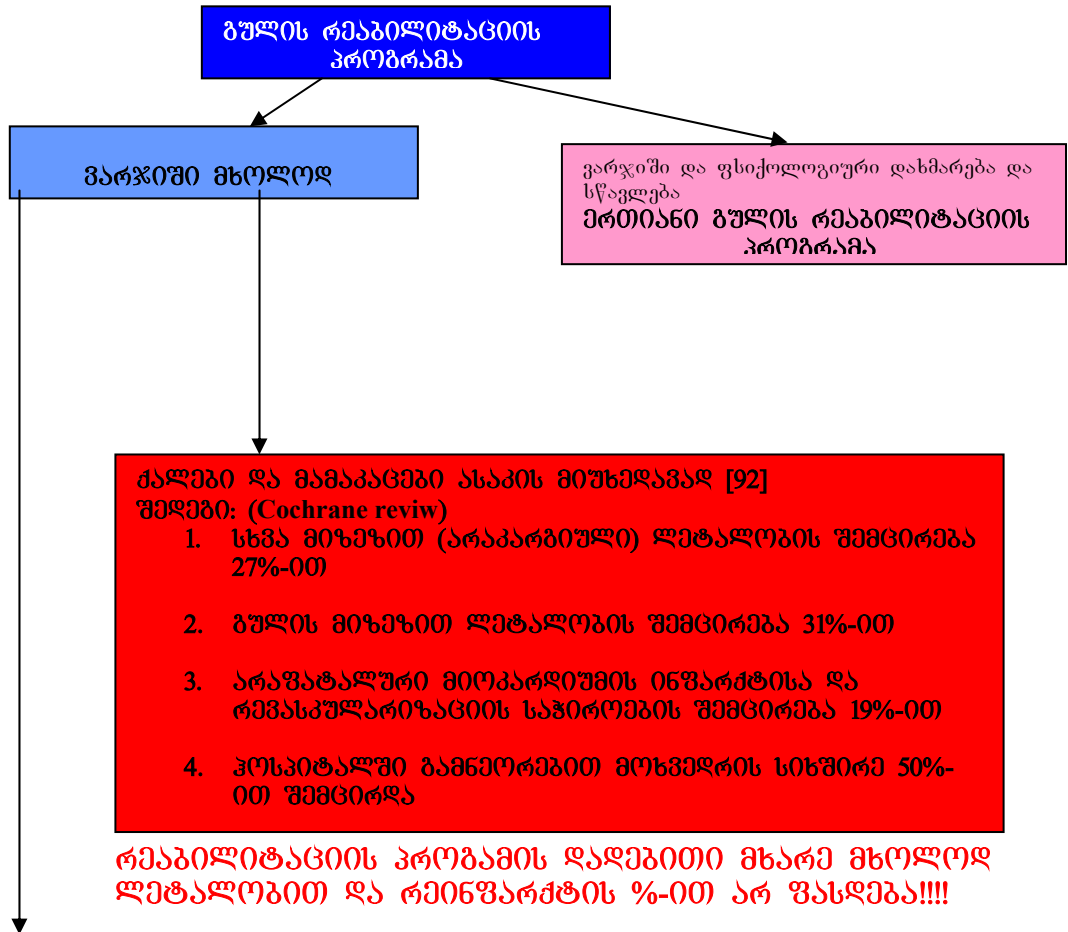 გულის რეაბილიტაციის
პროგრამა
ვარჯიში მხოლოდ
ვარჯიში და ფსიქოლოგიური დახმარება და
სწავლება
ერთიანი გულის რეაბილიტაციის
პროგრამა
ქალები და მამაკაცები ასაკის მიუხედავად [92]
შედეგი: (Cochrane reviw)
1. სხვა მიზეზით (არაკარგიული) ლეტალობის შემცირება
27%-ით
2. გულის მიზეზით ლეტალობის შემცირება 31%-ით
3. არაფატალური მიოკარდიუმის ინფარქტისა და
რევასკულარიზაციის საჭიროების შემცირება 19%-ით
4. ჰოსპიტალში გამნეორებით მოხვედრის სიხშირე 50%-
ით შემცირდა
რეაბილიტაციის პროგამის დადებითი მხარე მხოლოდ
ლეტალობით და რეინფარქტის %-ით არ ფასდება!!!!